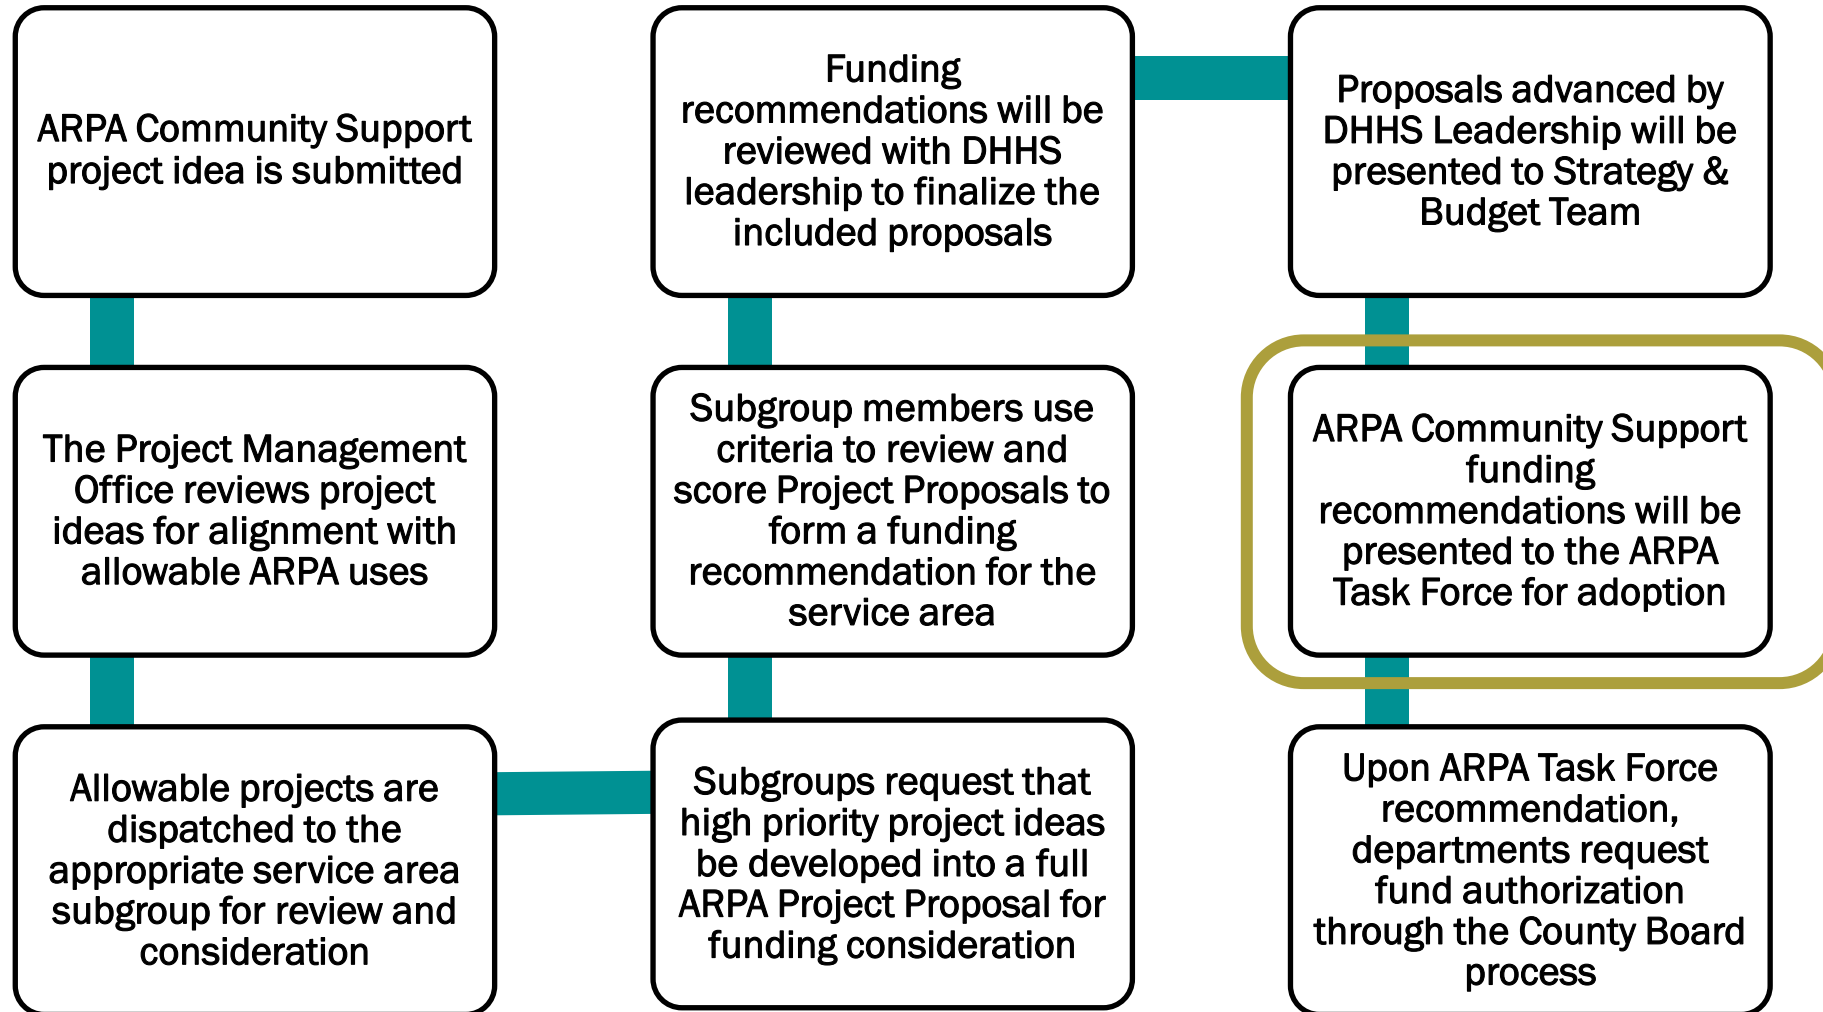 ARPA Community Support
project idea is submitted
The Project Management
Office reviews project
ideas for alignment with
allowable ARPA uses
Allowable projects are
dispatched to the
appropriate service area
subgroup for review and
consideration
Subgroups request that
high priority project ideas
be developed into a full
ARPA Project Proposal for
funding consideration
Subgroup members use
criteria to review and
score Project Proposals to
form a funding
recommendation for the
service area
Funding
recommendations will be
reviewed with DHHS
leadership to finalize the
included proposals
Proposals advanced by
DHHS Leadership will be
presented to Strategy &
Budget Team
ARPA Community Support
funding
recommendations will be
presented to the ARPA
Task Force for adoption
Upon ARPA Task Force
recommendation,
departments request
fund authorization
through the County Board
process